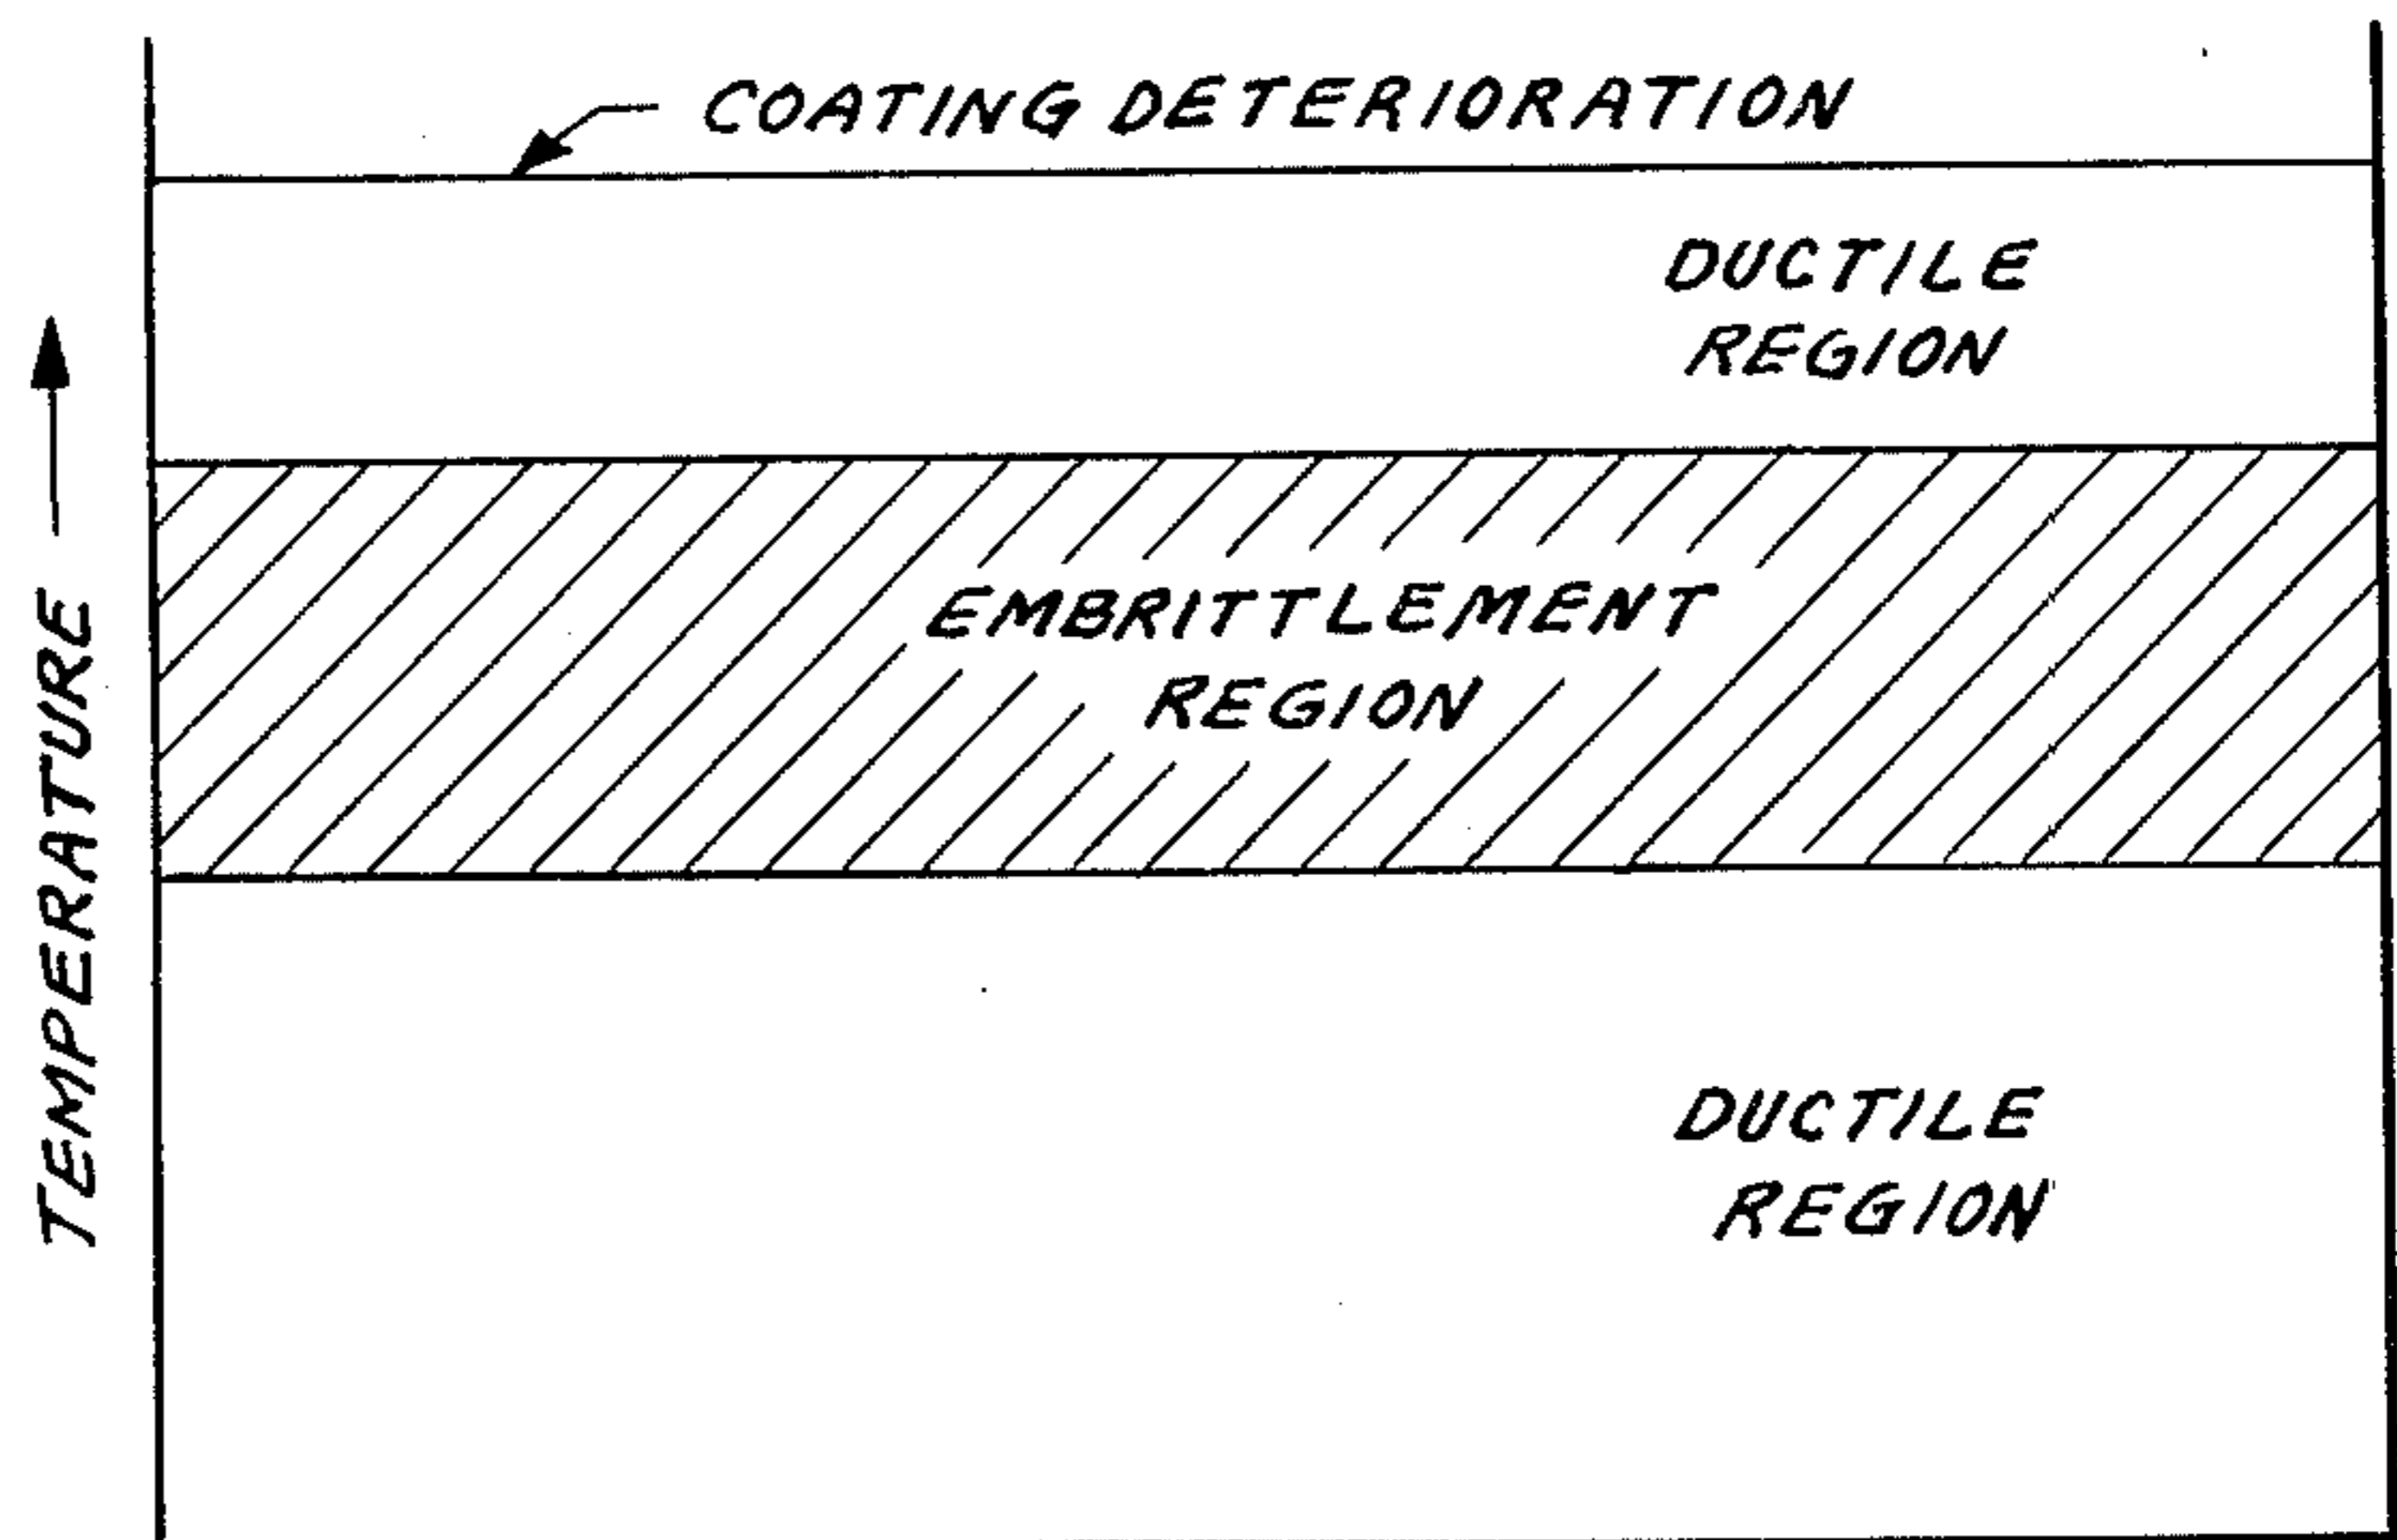 COATING DETERIORATION
DUCTILE
REGION
EMBRITTLEMENT
REGION
DUCTILE
REGION
TEMPERATURE